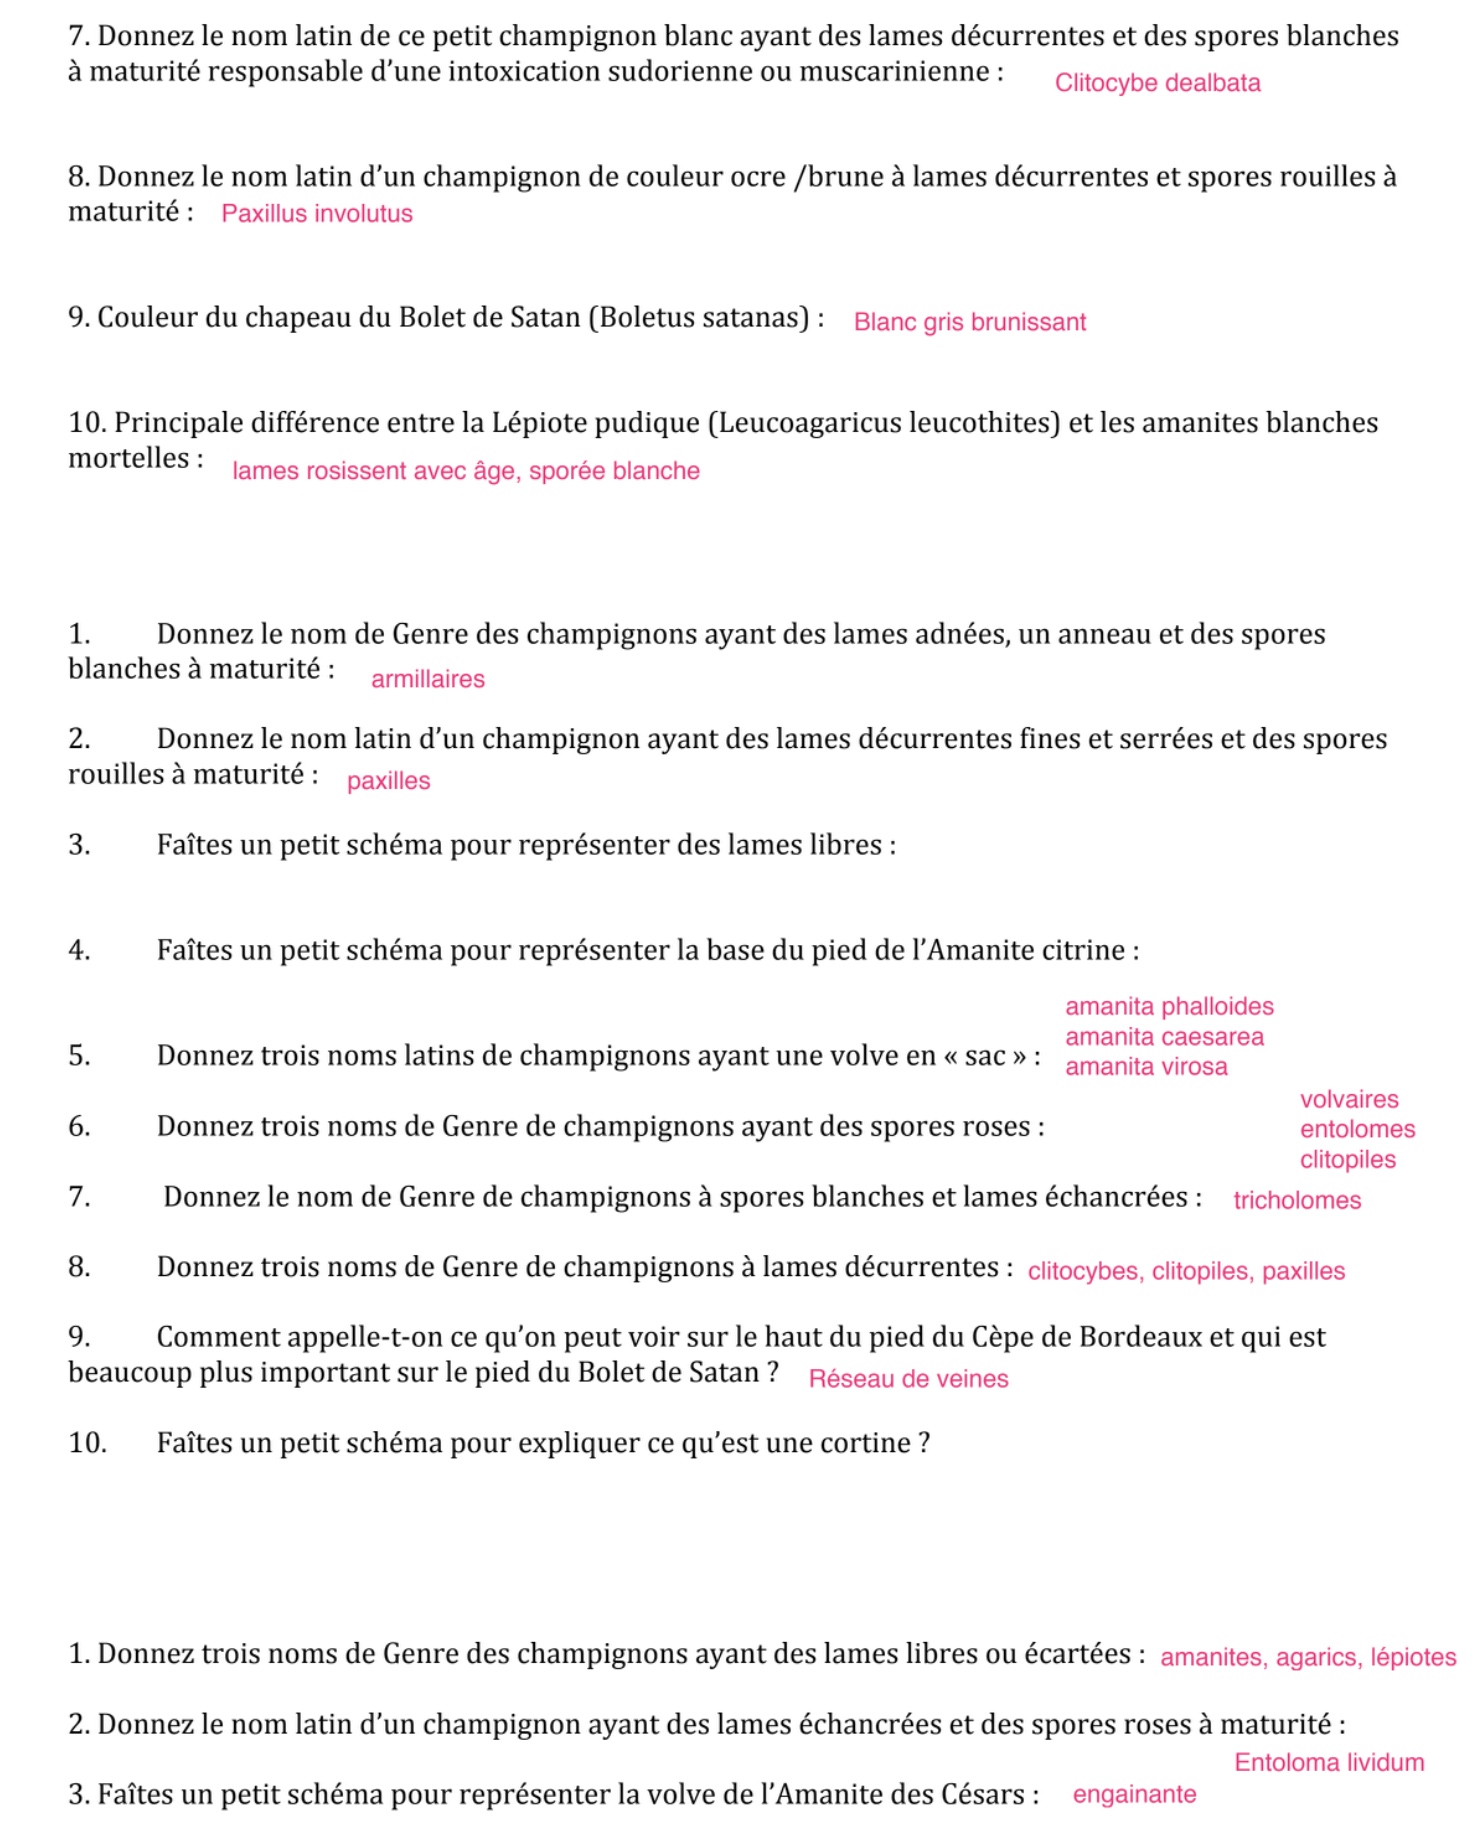 7. Donnez le nom latin de ce petit champignon blanc ayant des lames décurrentes et des spores blanches
à maturité responsable d'une intoxication sudorienne ou muscarinienne : Clitocybe dealbata
8. Donnez le nom latin d'un champignon de couleur ocre /brune à lames décurrentes et spores rouilles à
maturité : Paxillus involutus
9. Couleur du chapeau du Bolet de Satan (Boletus satanas) : Blanc gris brunissant
10. Principale différence entre la Lépiote pudique (Leucoagaricus leucothites) et les amanites blanches
mortelles : lames rosissent avec âge, sporée blanche
1. Donnez le nom de Genre des champignons ayant des lames adnées, un anneau et des spores
blanches à maturité : armillaires
2. Donnez le nom latin d'un champignon ayant des lames décurrentes fines et serrées et des spores
rouilles à maturité : paxilles
3. Faîtes un petit schéma pour représenter des lames libres :
4. Faîtes un petit schéma pour représenter la base du pied de l'Amanite citrine :
amanita phalloides
amanita caesarea
5. Donnez trois noms latins de champignons ayant une volve en « sac » : amanita virosa
volvaires
6. Donnez trois noms de Genre de champignons ayant des spores roses : entolomes
clitopiles
7. Donnez le nom de Genre de champignons à spores blanches et lames échancrées : tricholomes
8. Donnez trois noms de Genre de champignons à lames décurrentes : clitocybes, clitopiles, paxilles
9. Comment appelle-t-on ce qu'on peut voir sur le haut du pied du Cèpe de Bordeaux et qui est
beaucoup plus important sur le pied du Bolet de Satan ? Réseau de veines
10. Faîtes un petit schéma pour expliquer ce qu'est une cortine ?
1. Donnez trois noms de Genre des champignons ayant des lames libres ou écartées : amanites, agarics, lépiotes
2. Donnez le nom latin d'un champignon ayant des lames échancrées et des spores roses à maturité :
Entoloma lividum
3. Faîtes un petit schéma pour représenter la volve de l'Amanite des Césars : engainante